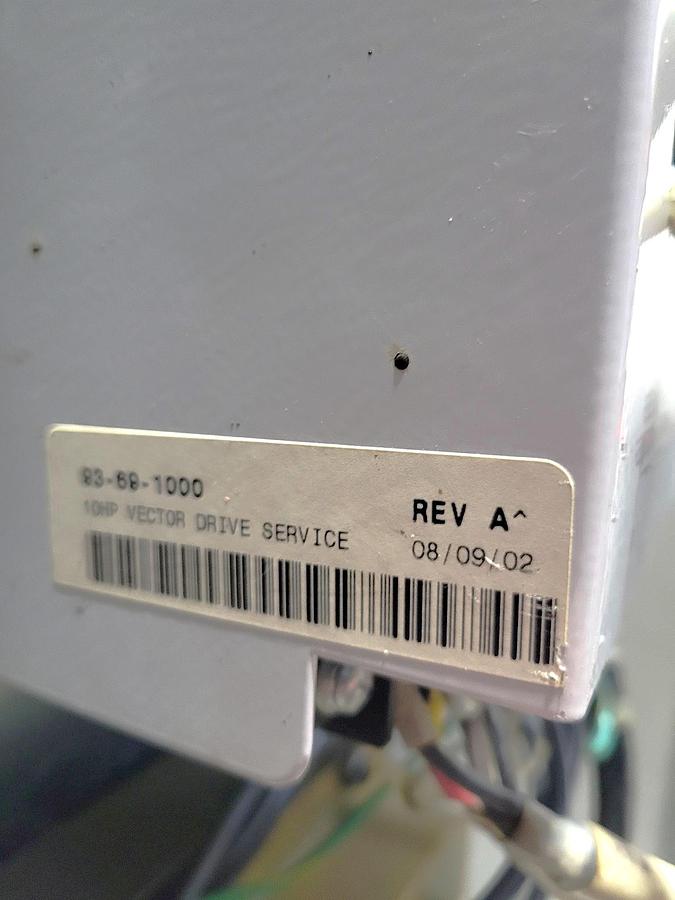 93-69-1000
10HP VECTOR DRIVE SERVICE
REV A^
08/09/02